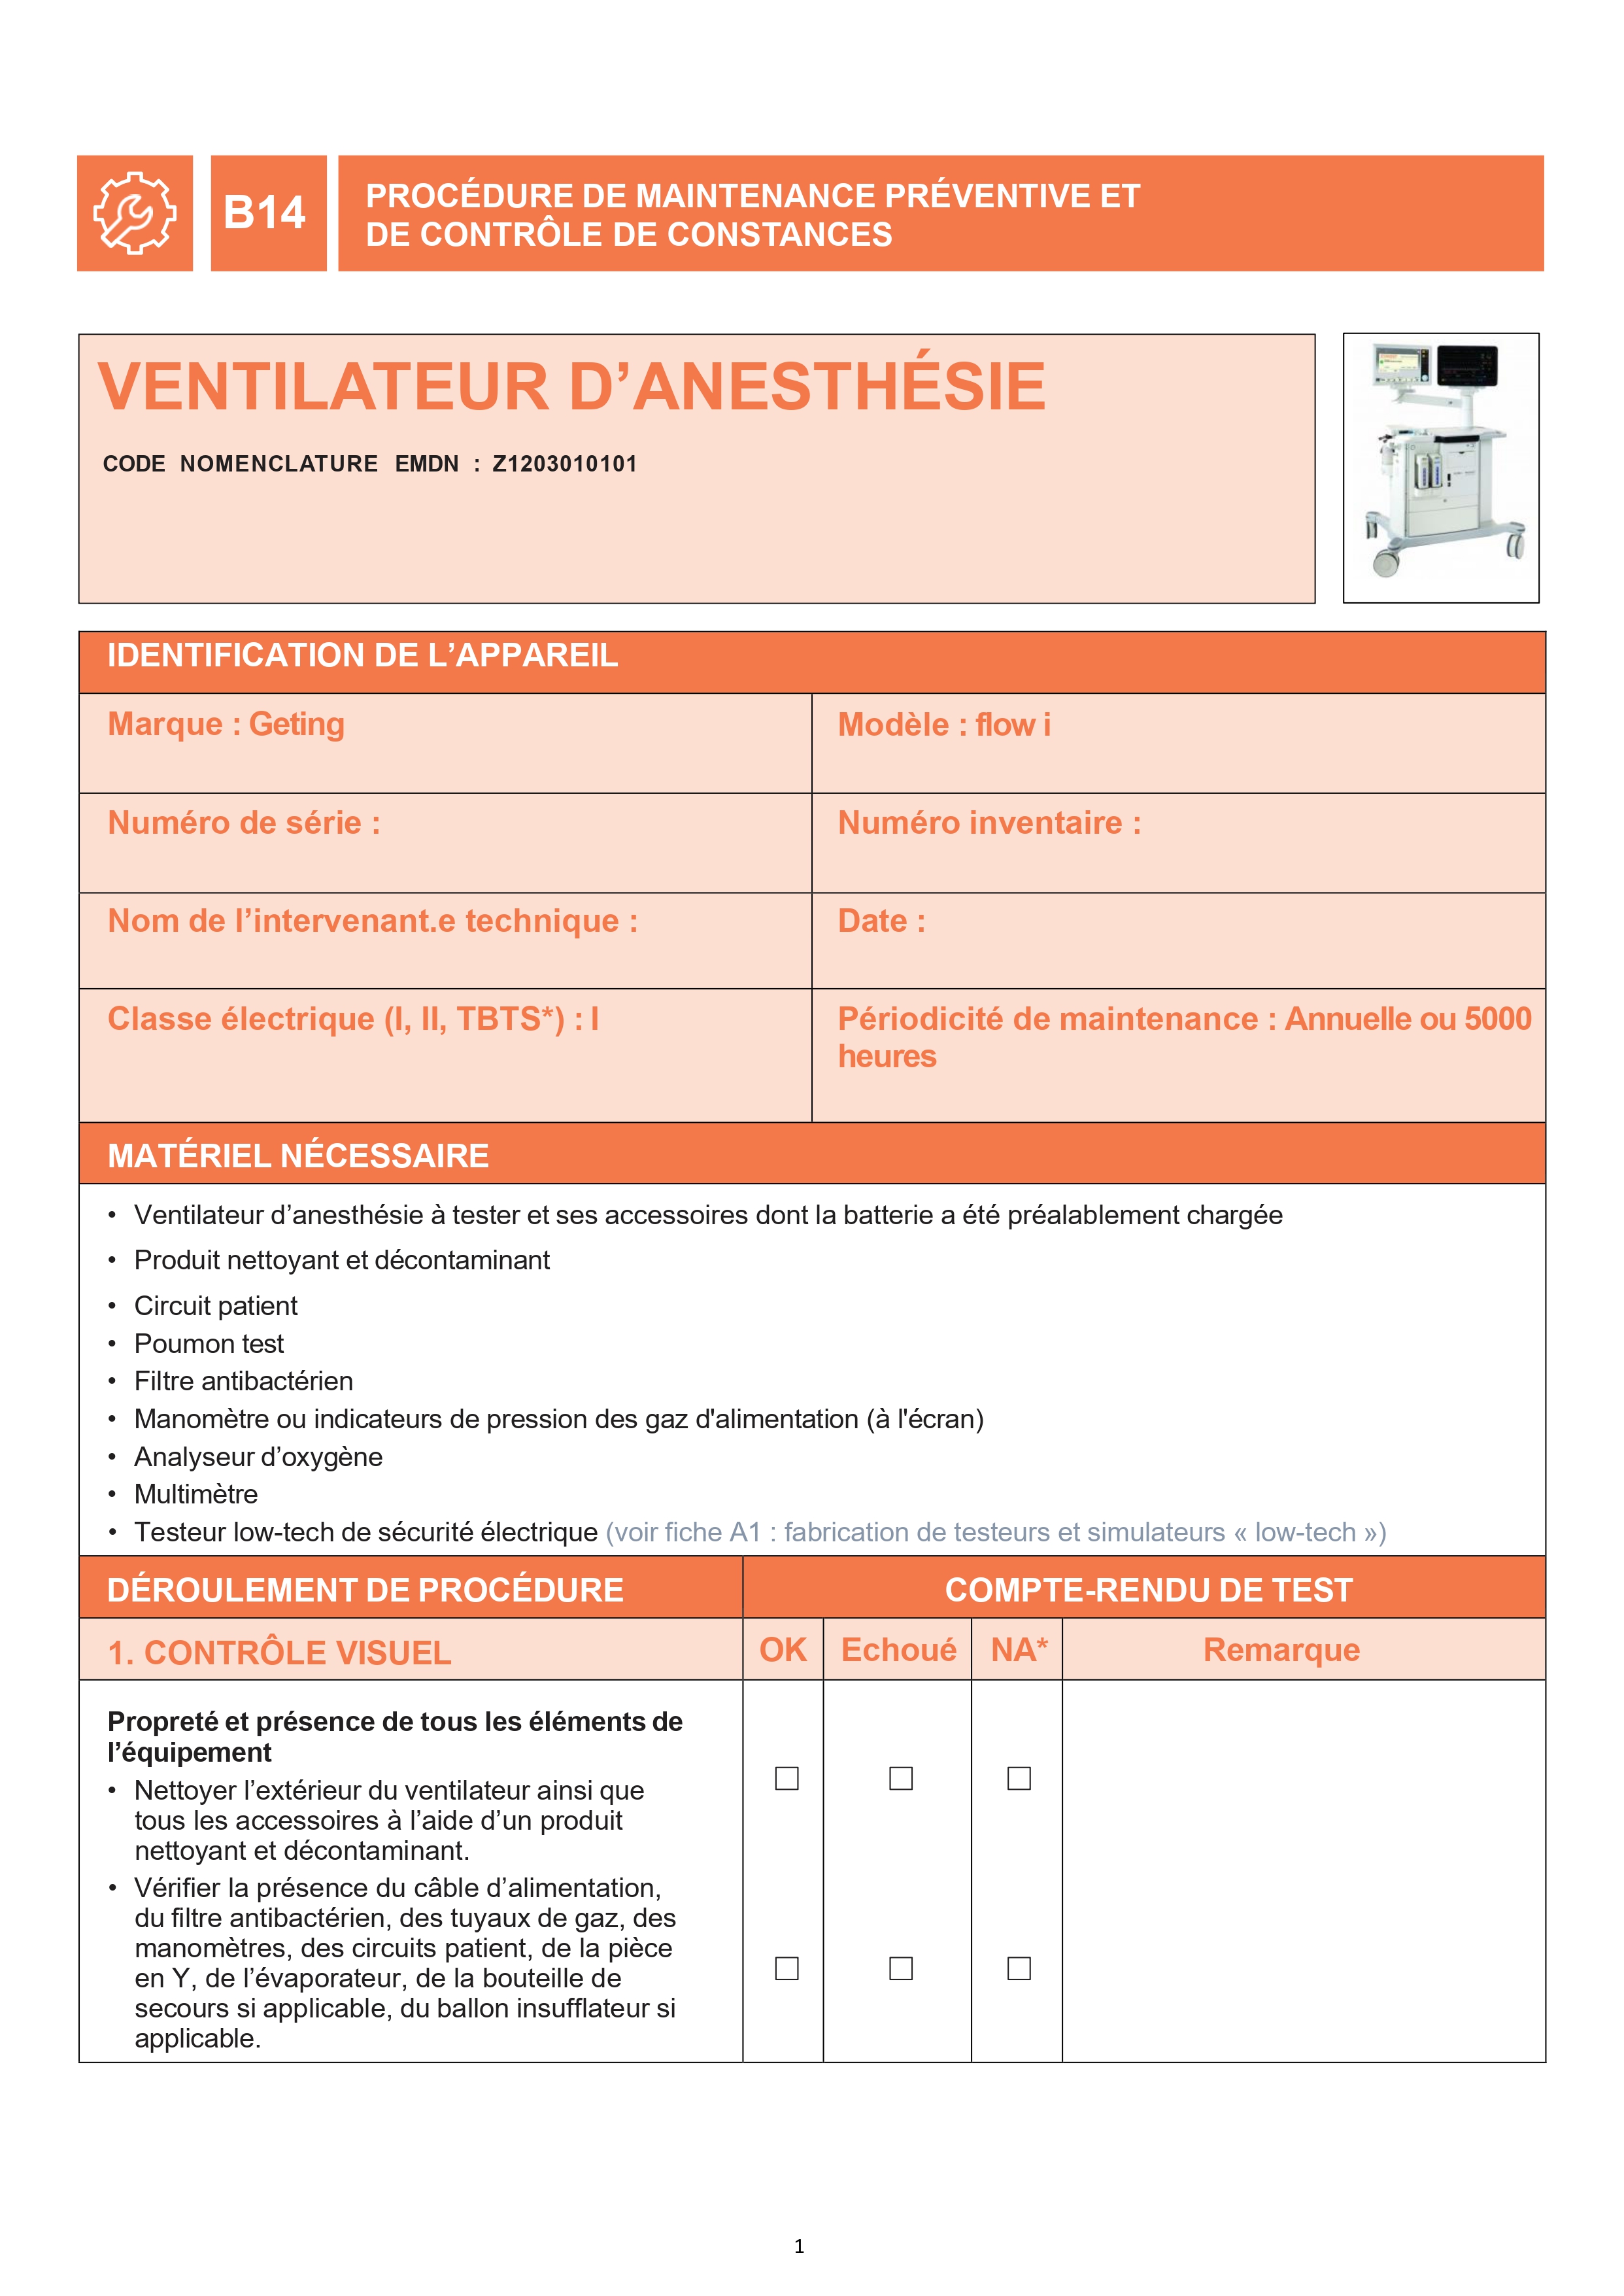 B14
PROCÉDURE DE MAINTENANCE PRÉVENTIVE ET
DE CONTRÔLE DE CONSTANCES
VENTILATEUR D’ANESTHÉSIE
CODE NOMENCLATURE EMDN : Z1203010101
IDENTIFICATION DE L’APPAREIL
Marque : Geting
Modèle : flow i
Numéro de série :
Numéro inventaire :
Nom de l’intervenant.e technique :
Date :
Classe électrique (I, II, TBTS*) : I
Périodicité de maintenance : Annuelle ou 5000
heures
MATÉRIEL NÉCESSAIRE
• Ventilateur d’anesthésie à tester et ses accessoires dont la batterie a été préalablement chargée
• Produit nettoyant et décontaminant
• Circuit patient
• Poumon test
• Filtre antibactérien
• Manomètre ou indicateurs de pression des gaz d'alimentation (à l'écran)
• Analyseur d’oxygène
• Multimètre
• Testeur low-tech de sécurité électrique (voir fiche A1 : fabrication de testeurs et simulateurs « low-tech »)
DÉROULEMENT DE PROCÉDURE
COMPTE-RENDU DE TEST
1. CONTRÔLE VISUEL
OK
Echoué
NA*
Remarque
Propreté et présence de tous les éléments de
l’équipement
• Nettoyer l’extérieur du ventilateur ainsi que
tous les accessoires à l’aide d’un produit
nettoyant et décontaminant.
• Vérifier la présence du câble d’alimentation,
du filtre antibactérien, des tuyaux de gaz, des
manomètres, des circuits patient, de la pièce
en Y, de l’évaporateur, de la bouteille de
secours si applicable, du ballon insufflateur si
applicable.
1